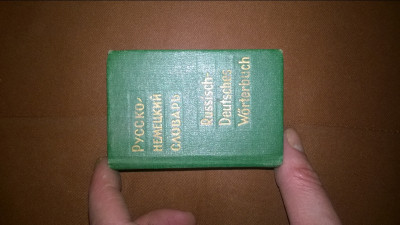 РУССКО-
НЕМЕЦКИЙ
СЛОВАРЬ
Russisch-
Deutsches
Wörterbuch